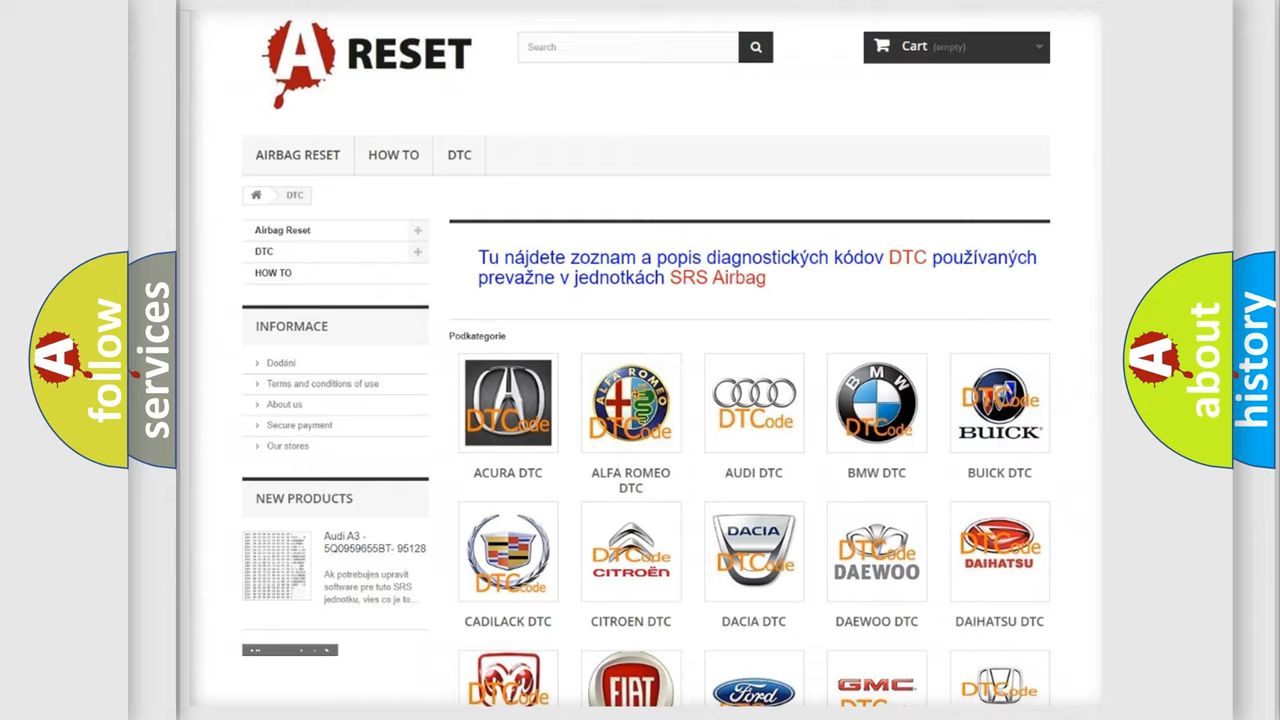 A RESET
Search
Cart (empty)
AIRBAG RESET
HOW TO
DTC
DTC
Airbag Reset
DTC
HOW TO
INFORMACE
Dodání
Terms and conditions of use
About us
Secure payment
Our stores
NEW PRODUCTS
Audi A3 -
5Q0959655BT- 95128
Ak potrebujes upravit
software pre tuto SRS
jednotku, vies co je to...
Tu nájdete zoznam a popis diagnostických kódov DTC používaných
prevažne v jednotkách SRS Airbag
Podkategorie
DTCode
ALFA ROMEO
DTCode
DTCode
BMW
DTCode
DTCode
BUICK
ACURA DTC
ALFA ROMEO
DTC
AUDI DTC
BMW DTC
BUICK DTC
DTCode
DTCode
CITROËN
DACIA
DTCode
DTCode
DAEWOO
DTCode
DAIHATSU
CADILACK DTC
CITROEN DTC
DACIA DTC
DAEWOO DTC
DAIHATSU DTC
DTCode
FIAT
Ford
GMC
DTCode
A follow
services
A about
history